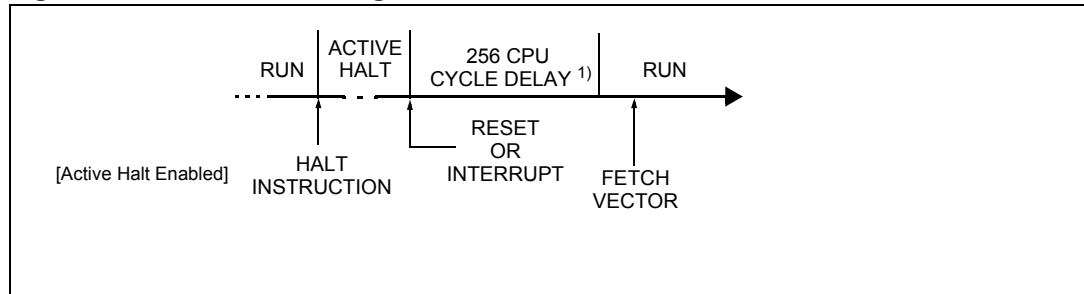 RUN
ACTIVE
HALT
256 CPU
CYCLE DELAY 1)
RUN
RESET
OR
INTERRUPT
[Active Halt Enabled]
HALT
INSTRUCTION
FETCH
VECTOR